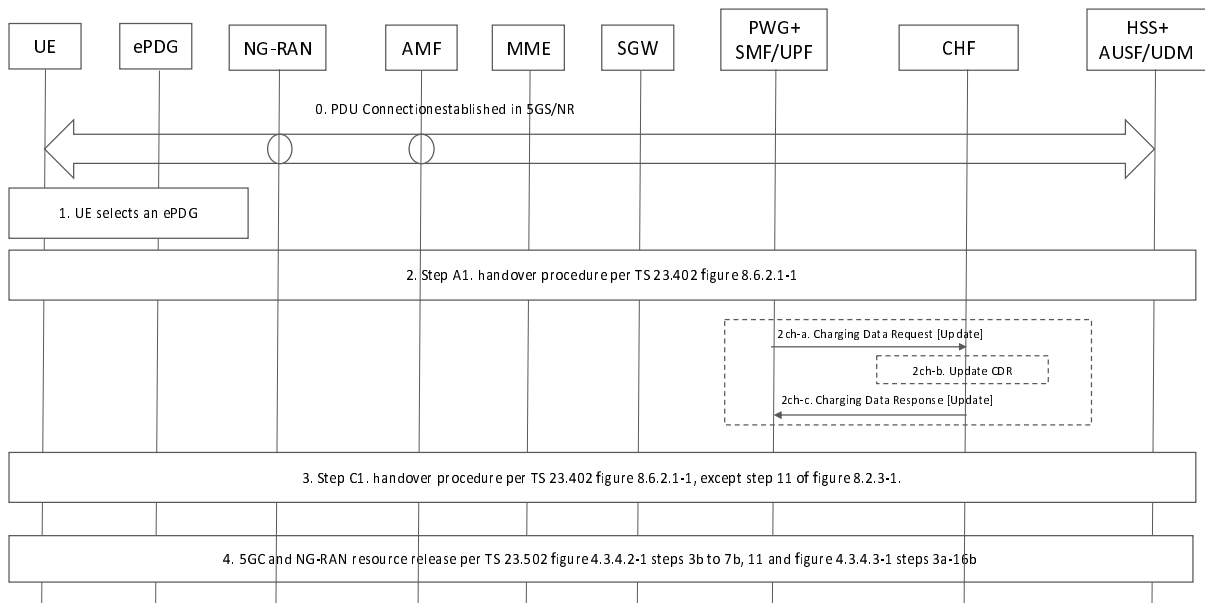 UE
ePDG
NG-RAN
AMF
MME
SGW
PWG+
SMF/UPF
CHF
HSS+
AUSF/UDM
0. PDU Connectionestablished in 5GS/NR
1. UE selects an ePDG
2. Step A1. handover procedure per TS 23.402 figure 8.6.2.1-1
2ch-a. Charging Data Request [Update]
2ch-b. Update CDR
2ch-c. Charging Data Response [Update]
3. Step C1. handover procedure per TS 23.402 figure 8.6.2.1-1, except step 11 of figure 8.2.3-1.
4. 5GC and NG-RAN resource release per TS 23.502 figure 4.3.4.2-1 steps 3b to 7b, 11 and figure 4.3.4.3-1 steps 3a-16b